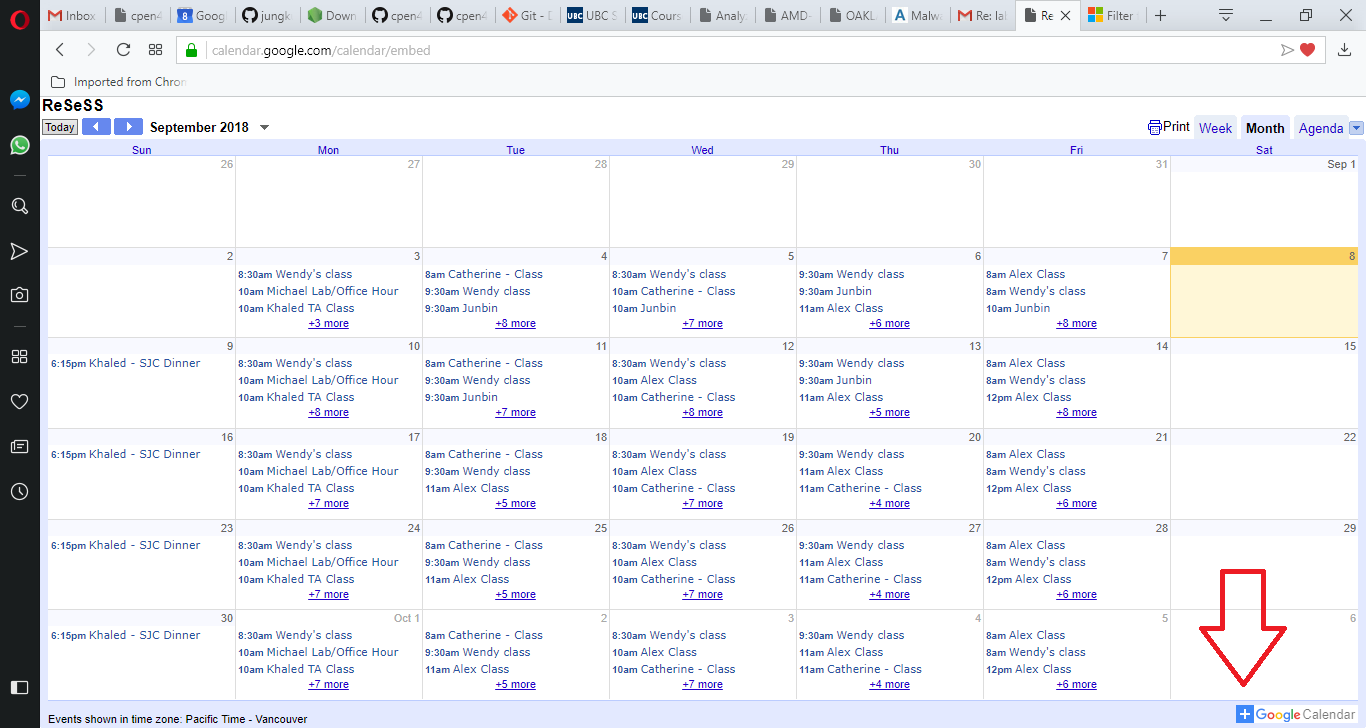 Inbox cpen4 Goog jungk Down cpen4 cpen4 Git - D UBC UBC S UBC Cours Analyz AMD- OAKL Malw Re: lal Re Filter
calendar.google.com/calendar/embed
Imported from Chron
ReSeSS
Today September 2018 Print Week Month Agenda
Sun Mon Tue Wed Thu Fri Sat
26 27 28 29 30 31 Sep 1
2 3 4 5 6 7 8
8:30am Wendy's class 8am Catherine - Class 8:30am Wendy's class 9:30am Wendy class 8am Alex Class
10am Michael Lab/Office Hour 9:30am Wendy class 10am Catherine - Class 9:30am Junbin 8am Wendy's class
10am Khaled TA Class 9:30am Junbin 10am Junbin 11am Alex Class 10am Junbin
+3 more +8 more +7 more +6 more +8 more
9 10 11 12 13 14 15
6:15pm Khaled - SJC Dinner 8:30am Wendy's class 8am Catherine - Class 8:30am Wendy's class 9:30am Wendy class 8am Alex Class
10am Michael Lab/Office Hour 9:30am Wendy class 10am Alex Class 9:30am Junbin 8am Wendy's class
10am Khaled TA Class 9:30am Junbin 10am Catherine - Class 11am Alex Class 12pm Alex Class
+8 more +7 more +8 more +5 more +8 more
16 17 18 19 20 21 22
6:15pm Khaled - SJC Dinner 8:30am Wendy's class 8am Catherine - Class 8:30am Wendy's class 9:30am Wendy class 8am Alex Class
10am Michael Lab/Office Hour 9:30am Wendy class 10am Alex Class 11am Alex Class 8am Wendy's class
10am Khaled TA Class 11am Alex Class 10am Catherine - Class 11am Catherine - Class 12pm Alex Class
+7 more +5 more +7 more +4 more +6 more
23 24 25 26 27 28 29
6:15pm Khaled - SJC Dinner 8:30am Wendy's class 8am Catherine - Class 8:30am Wendy's class 9:30am Wendy class 8am Alex Class
10am Michael Lab/Office Hour 9:30am Wendy class 10am Alex Class 11am Alex Class 8am Wendy's class
10am Khaled TA Class 11am Alex Class 10am Catherine - Class 11am Catherine - Class 12pm Alex Class
+7 more +5 more +7 more +4 more +6 more
30 Oct 1 2 3 4 5 6
6:15pm Khaled - SJC Dinner 8:30am Wendy's class 8am Catherine - Class 8:30am Wendy's class 9:30am Wendy class 8am Alex Class
10am Michael Lab/Office Hour 9:30am Wendy class 10am Alex Class 11am Alex Class 8am Wendy's class
10am Khaled TA Class 11am Alex Class 10am Catherine - Class 11am Catherine - Class 12pm Alex Class
+7 more +5 more +7 more +4 more +6 more
Events shown in time zone: Pacific Time - Vancouver + Google Calendar